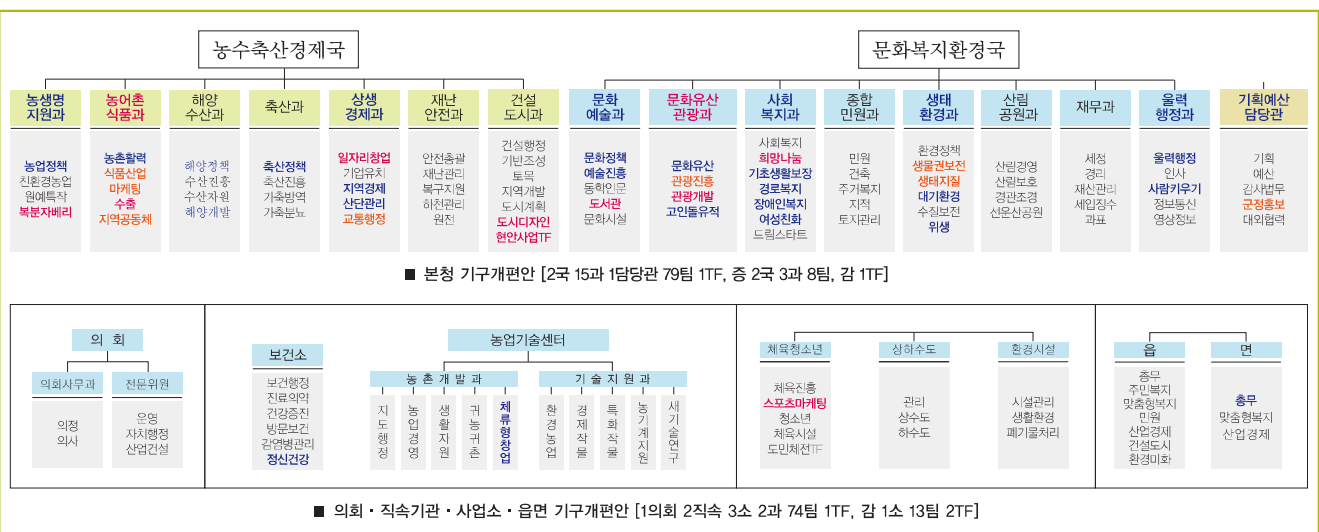 농수축산경제국
문화복지환경국
농생명
지원과
농어촌
식품과
해양
수산과
축산과
상생
경제과
재난
안전과
건설
도시과
문화
예술과
문화유산
관광과
사회
복지과
종합
민원과
생태
환경과
산림
공원과
재무과
울력
행정과
기획예산
담당관
농업정책
친환경농업
원예특작
복분자베리
농촌활력
식품산업
마케팅
수출
지역공동체
해양정책
수산진흥
수산자원
해양개발
축산정책
축산진흥
가축방역
가축분뇨
일자리창업
기업유치
지역경제
산단관리
교통행정
안전총괄
재난관리
복구지원
하천관리
원전
건설행정
기반조성
토목
지역개발
도시계획
도시디자인
현안사업TF
문화정책
예술진흥
동학인문
도서관
문화시설
문화유산
관광진흥
관광개발
고인돌유적
사회복지
희망나눔
기초생활보장
경로복지
장애인복지
여성친화
드림스타트
민원
건축
주거복지
지적
토지관리
환경정책
생물권보전
생태지질
대기환경
수질보전
위생
산림경영
산림보호
경관조경
선운산공원
세정
경리
재산관리
세입징수
과표
울력행정
인사
사람키우기
정보통신
영상정보
기획
예산
감사법무
군정홍보
대외협력
■ 본청 기구개편안 [2국 15과 1담당관 79팀 1TF, 증 2국 3과 8팀, 감 1TF]
의 회
의회사무과
전문위원
의정
의사
운영
자치행정
산업건설
보건소
보건행정
진료의약
건강증진
방문보건
감염병관리
정신건강
농업기술센터
농촌개발과
기술지원과
지도행정
농업경영
생활자원
귀농귀촌
체류형창업
환경농업
경제작물
특화작물
농기계지원
새기술연구
체육청소년
상하수도
환경시설
체육진흥
스포츠마케팅
청소년
체육시설
도민체전TF
관리
상수도
하수도
시설관리
생활환경
폐기물처리
읍
면
총무
주민복지
맞춤형복지
민원
산업경제
건설도시
환경미화
총무
맞춤형복지
산업경제
■ 의회 · 직속기관 · 사업소 · 읍면 기구개편안 [1의회 2직속 3소 2과 74팀 1TF, 감 1소 13팀 2TF]